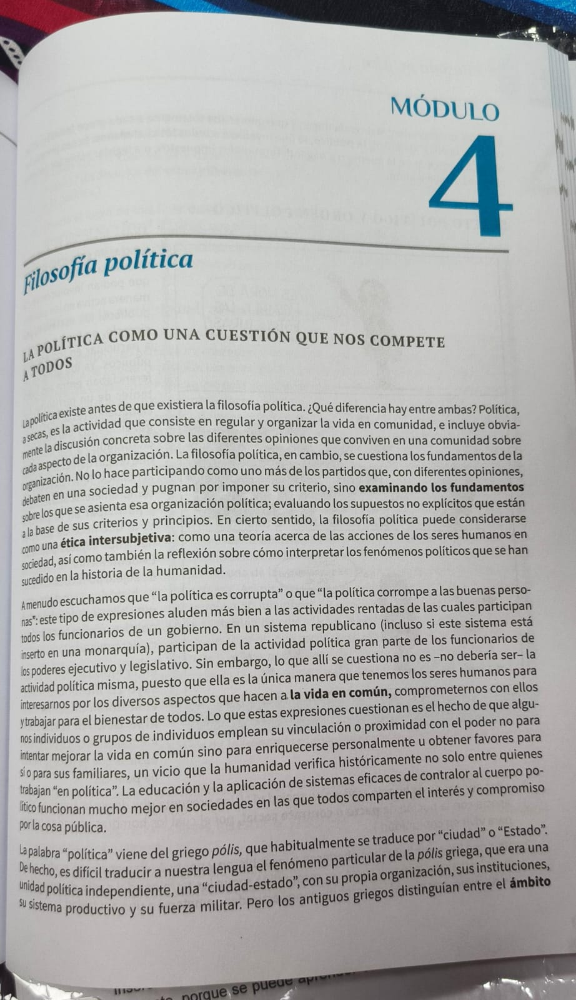 MÓDULO
4
Filosofía política
LA POLÍTICA COMO UNA CUESTIÓN QUE NOS COMPETE
A TODOS
La política existe antes de que existiera la filosofía política. ¿Qué diferencia hay entre ambas? Política,
a secas, es la actividad que consiste en regular y organizar la vida en comunidad, e incluye obvia-
mente la discusión concreta sobre las diferentes opiniones que conviven en una comunidad sobre
cada aspecto de la organización. La filosofía política, en cambio, se cuestiona los fundamentos de la
organización. No lo hace participando como uno más de los partidos que, con diferentes opiniones,
debaten en una sociedad y pugnan por imponer su criterio, sino examinando los fundamentos
sobre los que se asienta esa organización política; evaluando los supuestos no explícitos que están
a la base de sus criterios y principios. En cierto sentido, la filosofía política puede considerarse
como una ética intersubjetiva: como una teoría acerca de las acciones de los seres humanos en
sociedad, así como también la reflexión sobre cómo interpretar los fenómenos políticos que se han
sucedido en la historia de la humanidad.
A menudo escuchamos que “la política es corrupta” o que “la política corrompe a las buenas perso-
nas”: este tipo de expresiones aluden más bien a las actividades rentadas de las cuales participan
todos los funcionarios de un gobierno. En un sistema republicano (incluso si este sistema está
inserto en una monarquía), participan de la actividad política gran parte de los funcionarios de
los poderes ejecutivo y legislativo. Sin embargo, lo que allí se cuestiona no es –no debería ser– la
actividad política misma, puesto que ella es la única manera que tenemos los seres humanos para
interesarnos por los diversos aspectos que hacen a la vida en común, comprometernos con ellos
y trabajar para el bienestar de todos. Lo que estas expresiones cuestionan es el hecho de que algu-
nos individuos o grupos de individuos emplean su vinculación o proximidad con el poder no para
intentar mejorar la vida en común sino para enriquecerse personalmente u obtener favores para
sí o para sus familiares, un vicio que la humanidad verifica históricamente no solo entre quienes
trabajan “en política”. La educación y la aplicación de sistemas eficaces de contralor al cuerpo po-
lítico funcionan mucho mejor en sociedades en las que todos comparten el interés y compromiso
por la cosa pública.
La palabra “política” viene del griego pólis, que habitualmente se traduce por “ciudad” o “Estado”.
De hecho, es difícil traducir a nuestra lengua el fenómeno particular de la pólis griega, que era una
unidad política independiente, una “ciudad-estado”, con su propia organización, sus instituciones,
su sistema productivo y su fuerza militar. Pero los antiguos griegos distinguían entre el ámbito
porque se puede